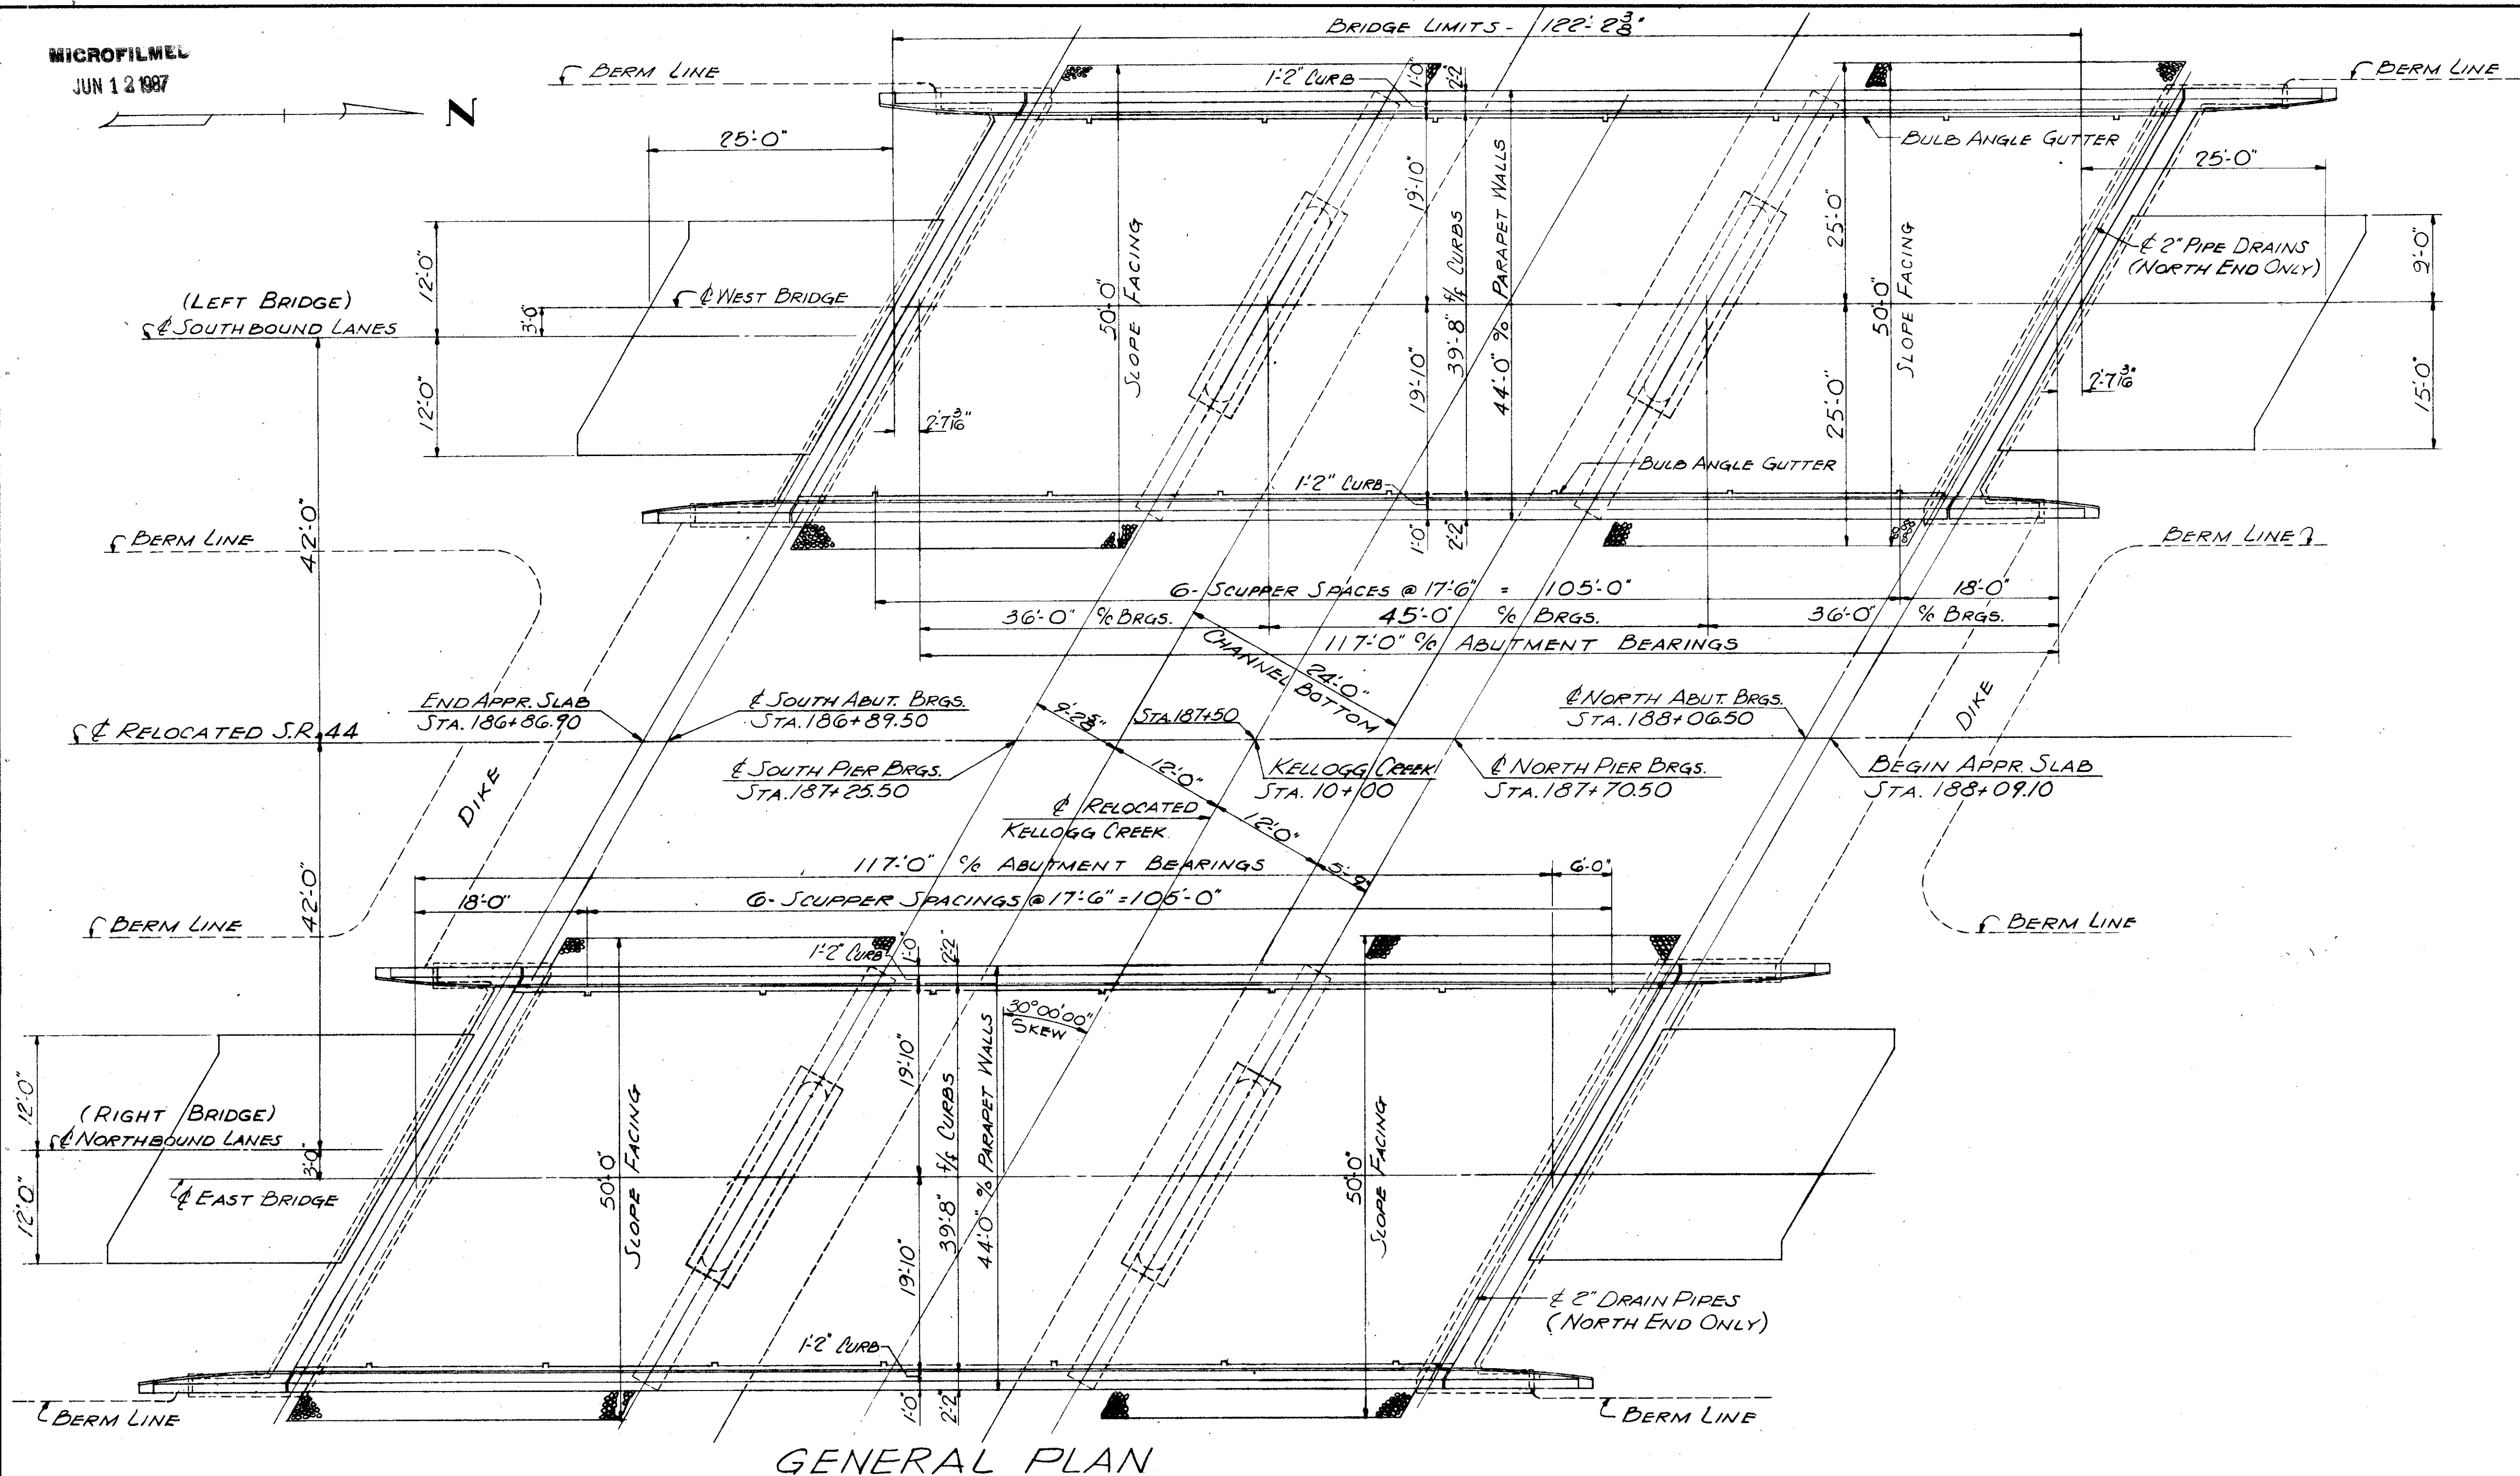 BRIDGE LIMITS - 122'-2 3/8"
MICROFILMED
JUN 12 1987
N
BERM LINE
1'-2" CURB
1'-0"
2'-2"
BERM LINE
25'-0"
BULB ANGLE GUTTER
25'-0"
12'-0"
50'-0"
SLOPE FACING
19'-10"
39'-8" f/f CURBS
44'-0" o/o PARAPET WALLS
25'-0"
50'-0"
SLOPE FACING
℄ 2" PIPE DRAINS
(NORTH END ONLY)
9'-0"
(LEFT BRIDGE)
℄ SOUTHBOUND LANES
3'-0"
℄ WEST BRIDGE
12'-0"
2'-7 3/16"
19'-10"
25'-0"
2'-7 3/16"
15'-0"
BULB ANGLE GUTTER
1'-2" CURB
42'-0"
BERM LINE
1'-0"
2'-2"
BERM LINE
6- SCUPPER SPACES @ 17'-6" = 105'-0"
18'-0"
36'-0" c/c BRGS.
45'-0" c/c BRGS.
36'-0" c/c BRGS.
117'-0" c/c ABUTMENT BEARINGS
CHANNEL BOTTOM
24'-0"
END APPR. SLAB
STA. 186+86.90
℄ SOUTH ABUT. BRGS.
STA. 186+89.50
9'-2 5/8"
STA. 187+50
℄ NORTH ABUT. BRGS.
STA. 188+06.50
DIKE
℄ RELOCATED S.R. 44
DIKE
℄ SOUTH PIER BRGS.
STA. 187+25.50
12'-0"
KELLOGG CREEK
STA. 10+00
℄ NORTH PIER BRGS.
STA. 187+70.50
BEGIN APPR. SLAB
STA. 188+09.10
℄ RELOCATED
KELLOGG CREEK
12'-0"
117'-0" c/c ABUTMENT BEARINGS
5'-9"
6'-0"
42'-0"
18'-0"
6- SCUPPER SPACINGS @ 17'-6" = 105'-0"
BERM LINE
BERM LINE
1'-2" CURB
1'-0"
2'-2"
30°00'00"
SKEW
12'-0"
19'-10"
39'-8" f/f CURBS
44'-0" o/o PARAPET WALLS
(RIGHT BRIDGE)
℄ NORTHBOUND LANES
3'-0"
50'-0"
SLOPE FACING
50'-0"
SLOPE FACING
℄ EAST BRIDGE
12'-0"
19'-10"
℄ 2" DRAIN PIPES
(NORTH END ONLY)
1'-2" CURB
1'-0"
2'-2"
BERM LINE
BERM LINE
GENERAL PLAN